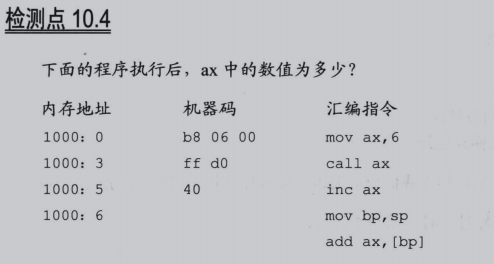 检测点 10.4
下面的程序执行后，ax 中的数值为多少？
内存地址 机器码 汇编指令
1000：0 b8 06 00 mov ax,6
1000：3 ff d0 call ax
1000：5 40 inc ax
1000：6 mov bp,sp
add ax,[bp]